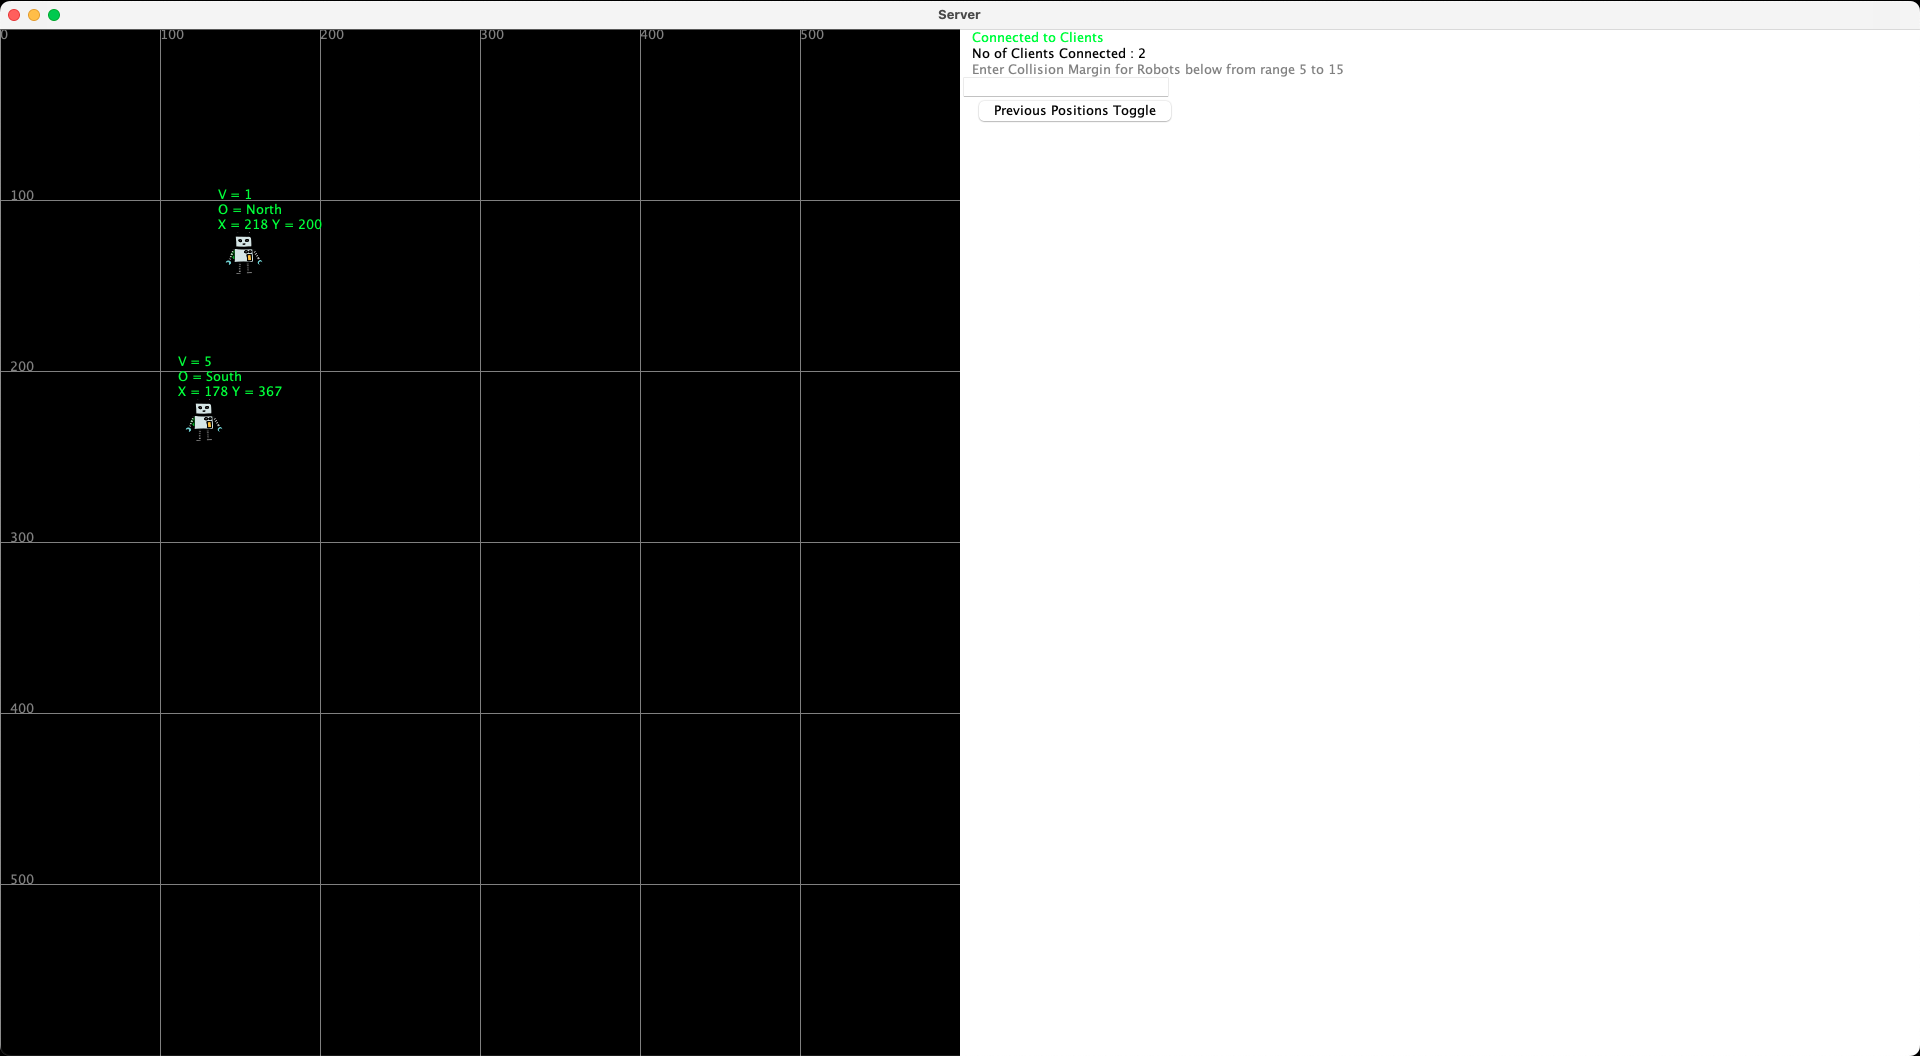 Server
0 100 200 300 400 500
Connected to Clients
No of Clients Connected : 2
Enter Collision Margin for Robots below from range 5 to 15
Previous Positions Toggle
100
V = 1
O = North
X = 218 Y = 200
200
V = 5
O = South
X = 178 Y = 367
300
400
500